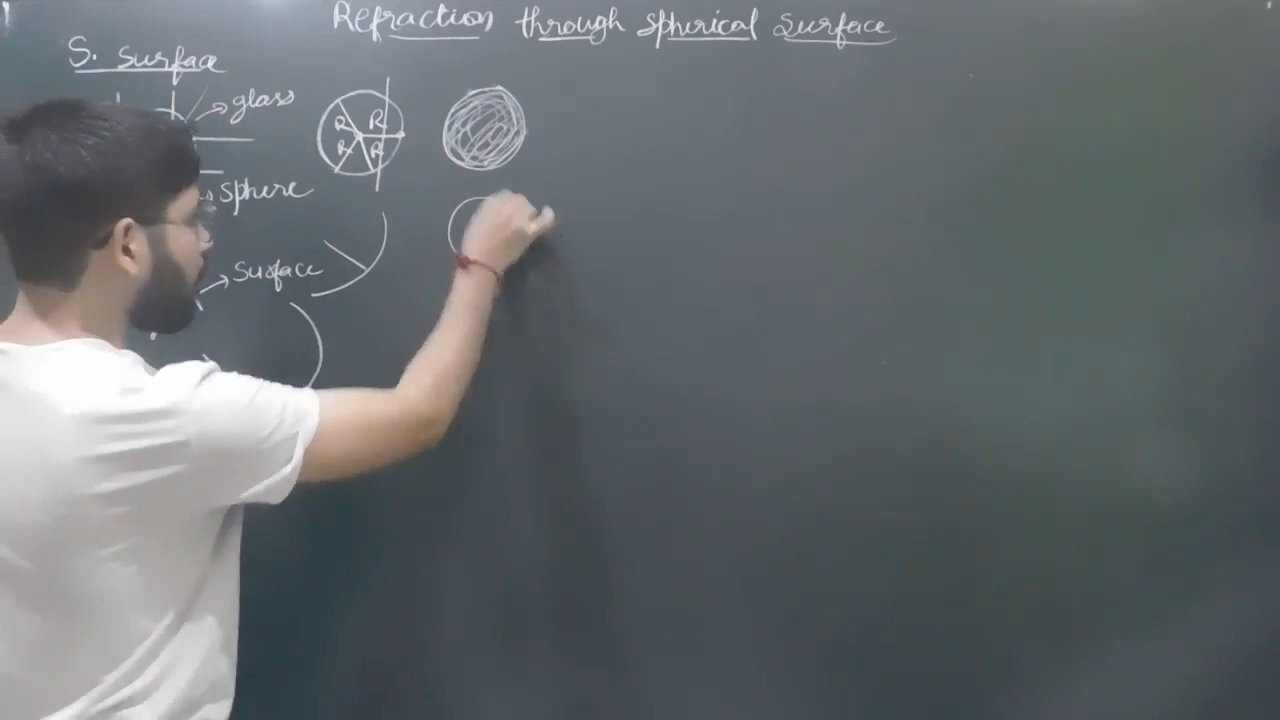 Refraction through Spherical Surface
S. Surface
glass
R R
R R
Sphere
Surface